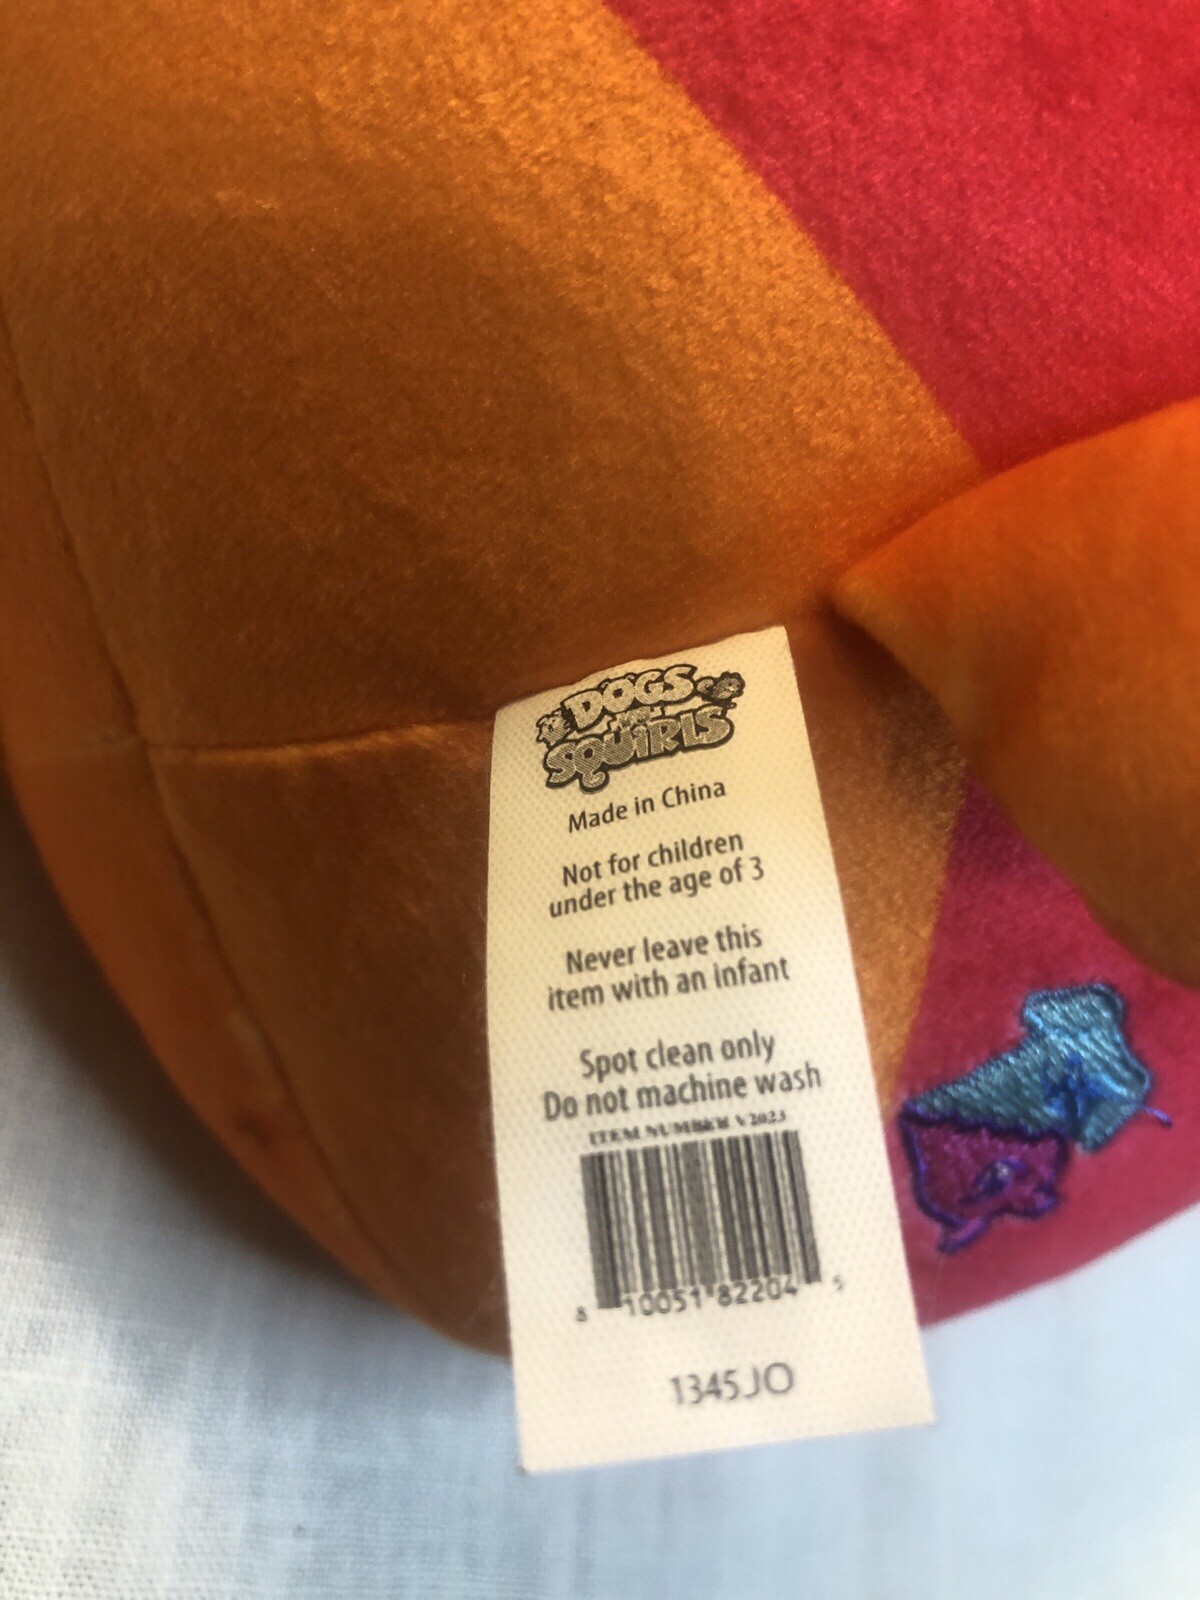 DOGS
SQUIRLS
Made in China
Not for children
under the age of 3
Never leave this
item with an infant
Spot clean only
Do not machine wash
ITEM NUMBER V2023
8 10051 82204 5
1345JO